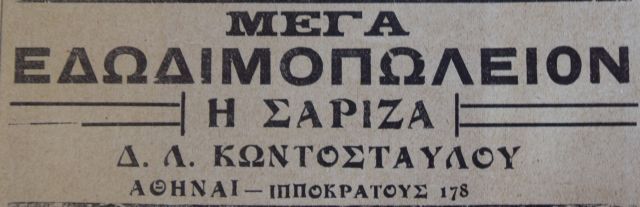 ΜΕΓΑ
ΕΔΩΔΙΜΟΠΩΛΕΙΟΝ
Η ΣΑΡΙΖΑ
Δ. Λ. ΚΩΝΤΟΣΤΑΥΛΟΥ
ΑΘΗΝΑΙ — ΙΠΠΟΚΡΑΤΟΥΣ 178